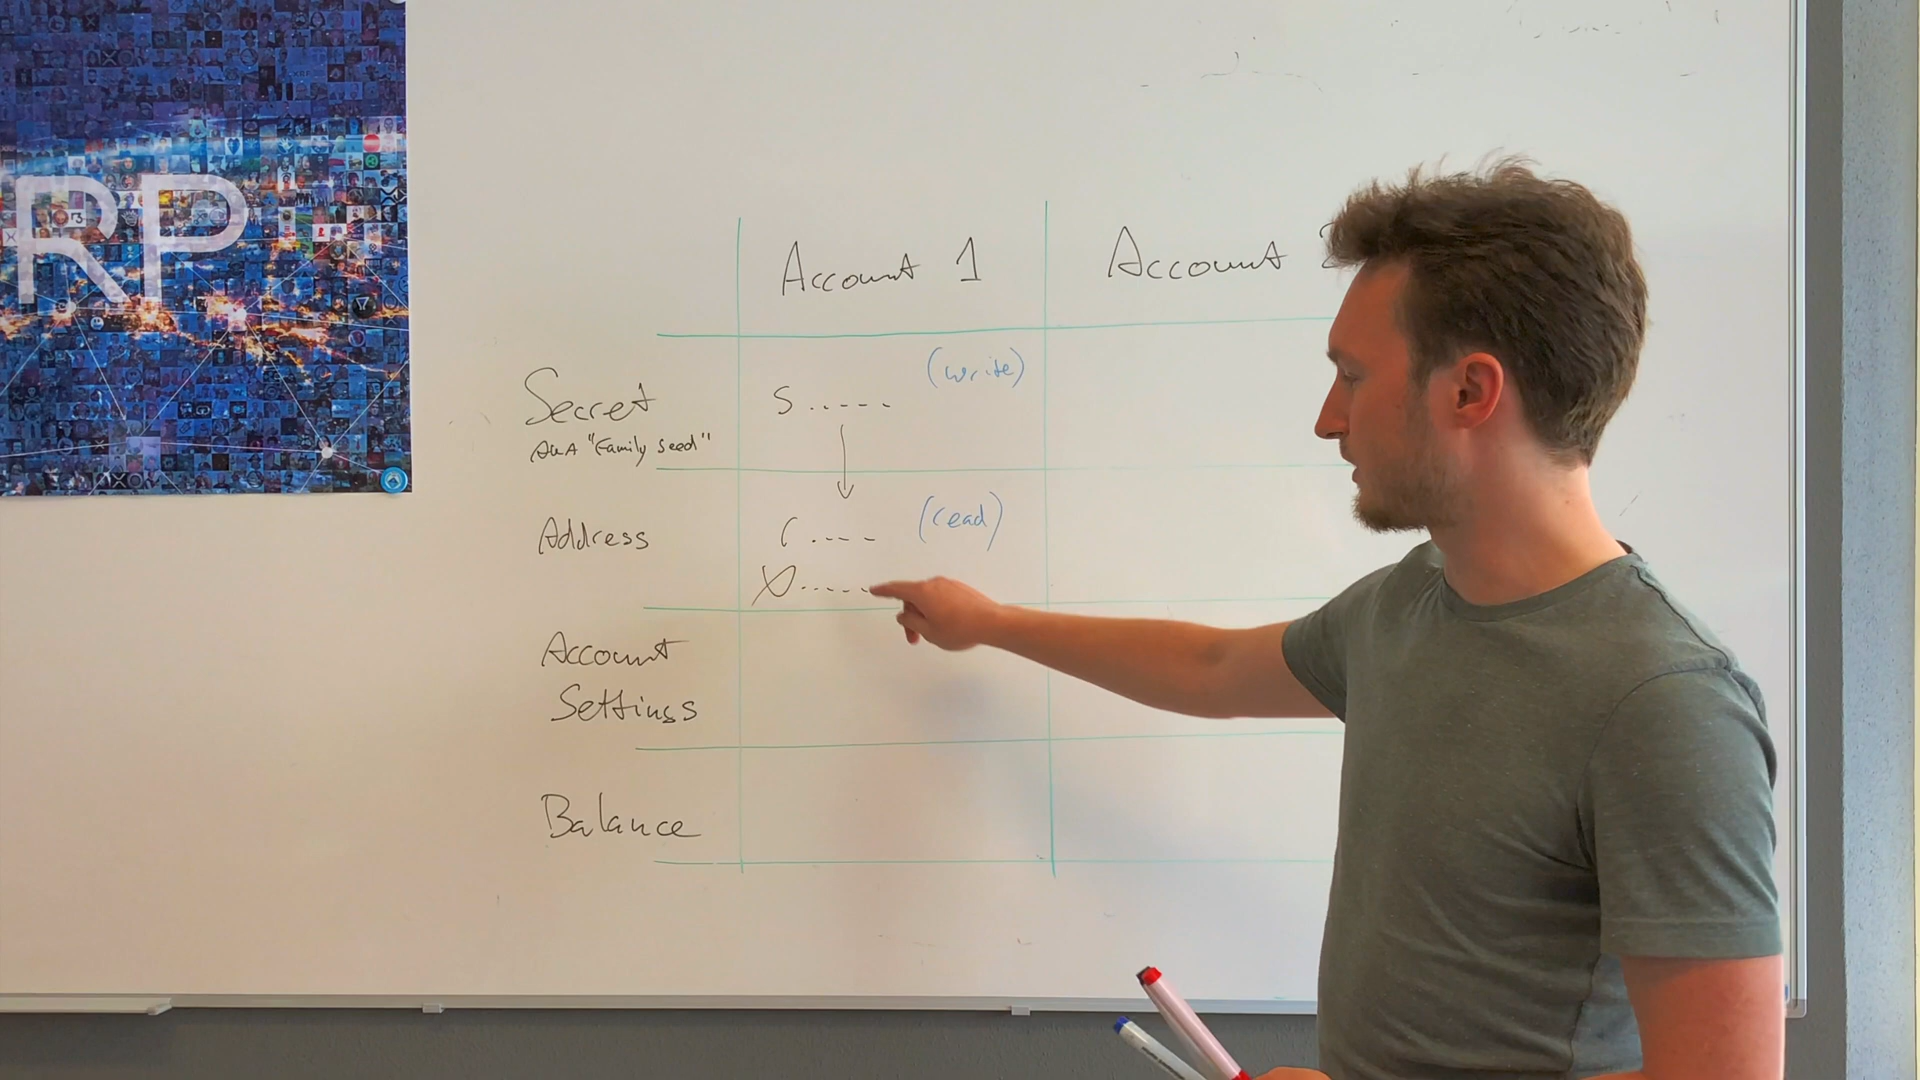 RP
Account 1
Account 2
(write)
Secret
S.....
AKA "Family seed"
(read)
Address
r....
X.....
Account
Settings
Balance